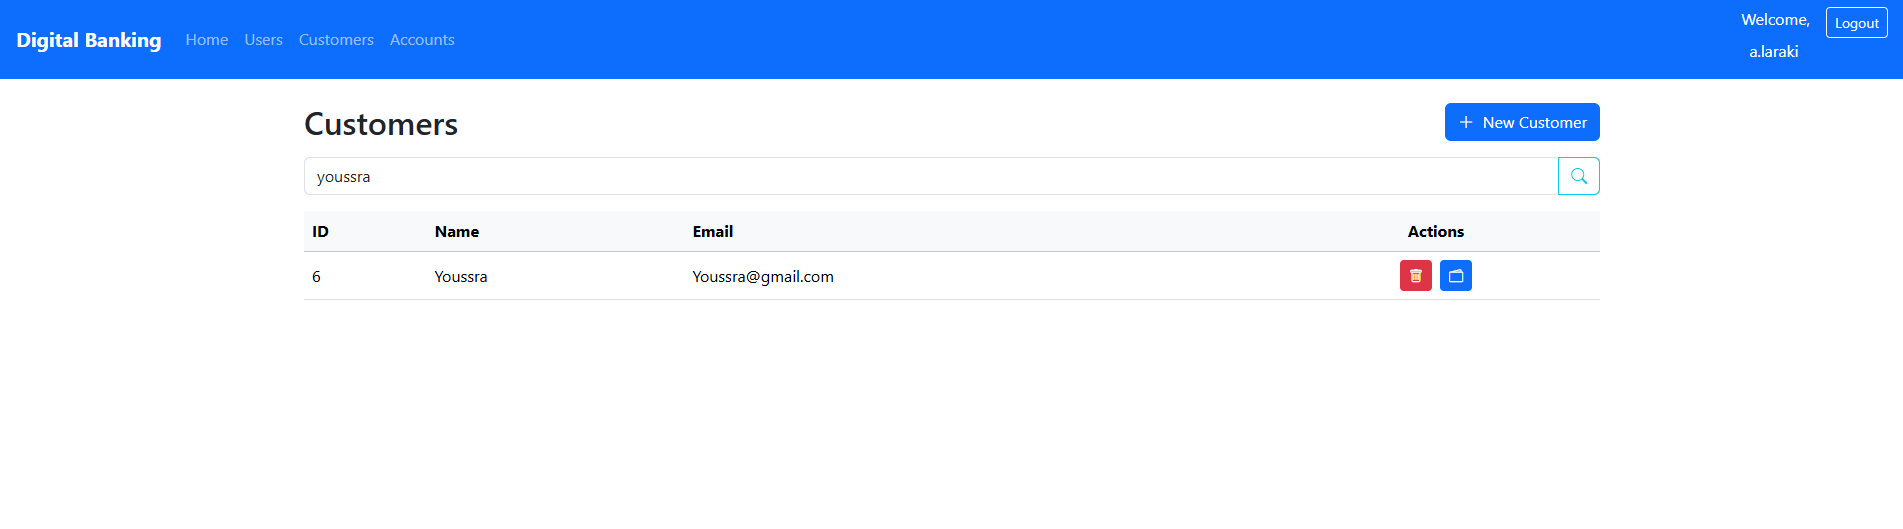 Digital Banking Home Users Customers Accounts
Welcome,
a.laraki
Logout
Customers
New Customer
youssra
ID Name Email Actions
6 Youssra Youssra@gmail.com